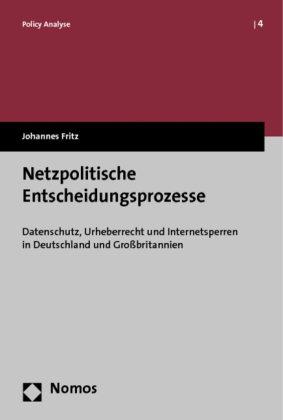 Policy Analyse | 4
Johannes Fritz
Netzpolitische
Entscheidungsprozesse
Datenschutz, Urheberrecht und Internetsperren
in Deutschland und Großbritannien
Nomos